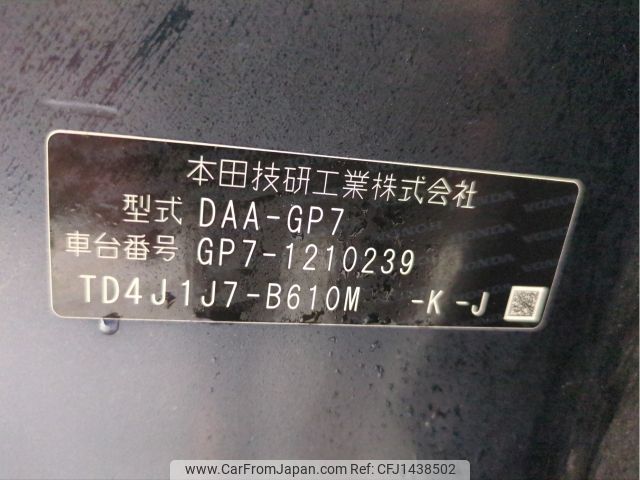 本田技研工業株式会社
型式 DAA-GP7
車台番号 GP7-1210239
TD4J1J7-B610M -K -J
www.CarFromJapan.com CFJ1438502